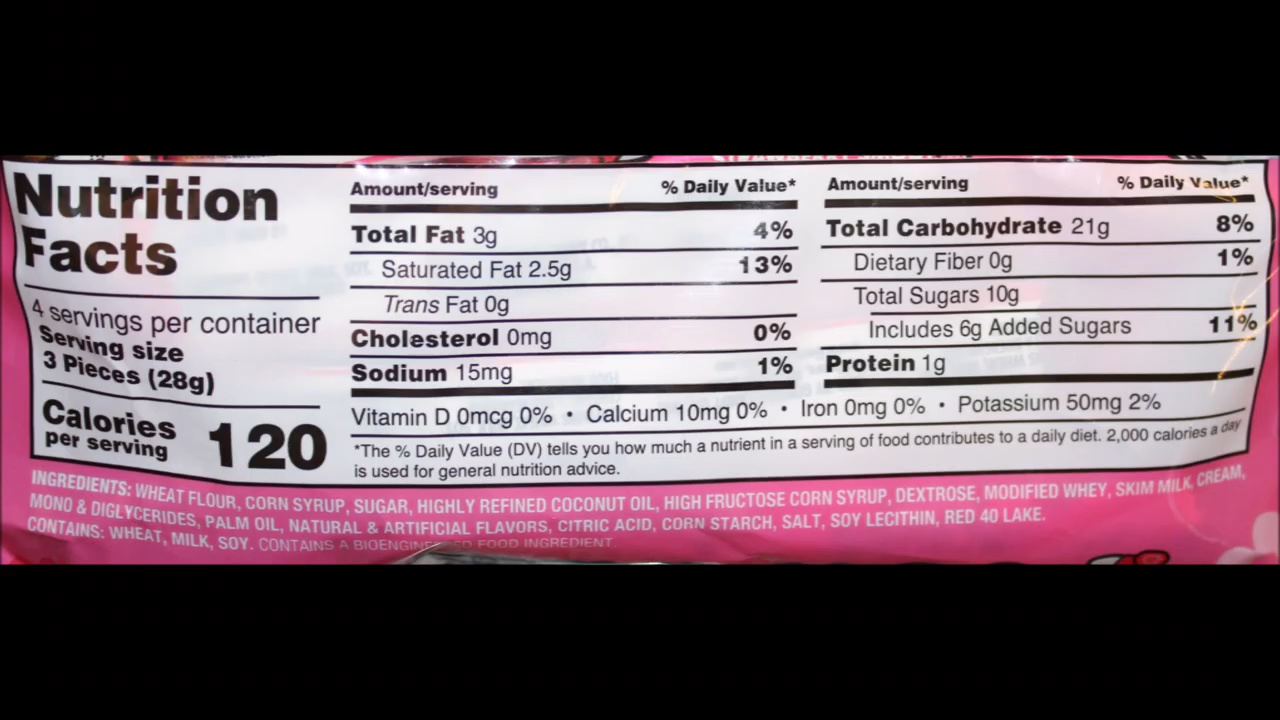 Nutrition
Facts
4 servings per container
Serving size
3 Pieces (28g)
Calories
per serving
120
Amount/serving % Daily Value*
Total Fat 3g 4%
Saturated Fat 2.5g 13%
Trans Fat 0g
Cholesterol 0mg 0%
Sodium 15mg 1%
Amount/serving % Daily Value*
Total Carbohydrate 21g 8%
Dietary Fiber 0g 1%
Total Sugars 10g
Includes 6g Added Sugars 11%
Protein 1g
Vitamin D 0mcg 0% • Calcium 10mg 0% • Iron 0mg 0% • Potassium 50mg 2%
*The % Daily Value (DV) tells you how much a nutrient in a serving of food contributes to a daily diet. 2,000 calories a day
is used for general nutrition advice.
INGREDIENTS: WHEAT FLOUR, CORN SYRUP, SUGAR, HIGHLY REFINED COCONUT OIL, HIGH FRUCTOSE CORN SYRUP, DEXTROSE, MODIFIED WHEY, SKIM MILK, CREAM,
MONO & DIGLYCERIDES, PALM OIL, NATURAL & ARTIFICIAL FLAVORS, CITRIC ACID, CORN STARCH, SALT, SOY LECITHIN, RED 40 LAKE.
CONTAINS: WHEAT, MILK, SOY. CONTAINS A BIOENGINEERED FOOD INGREDIENT.